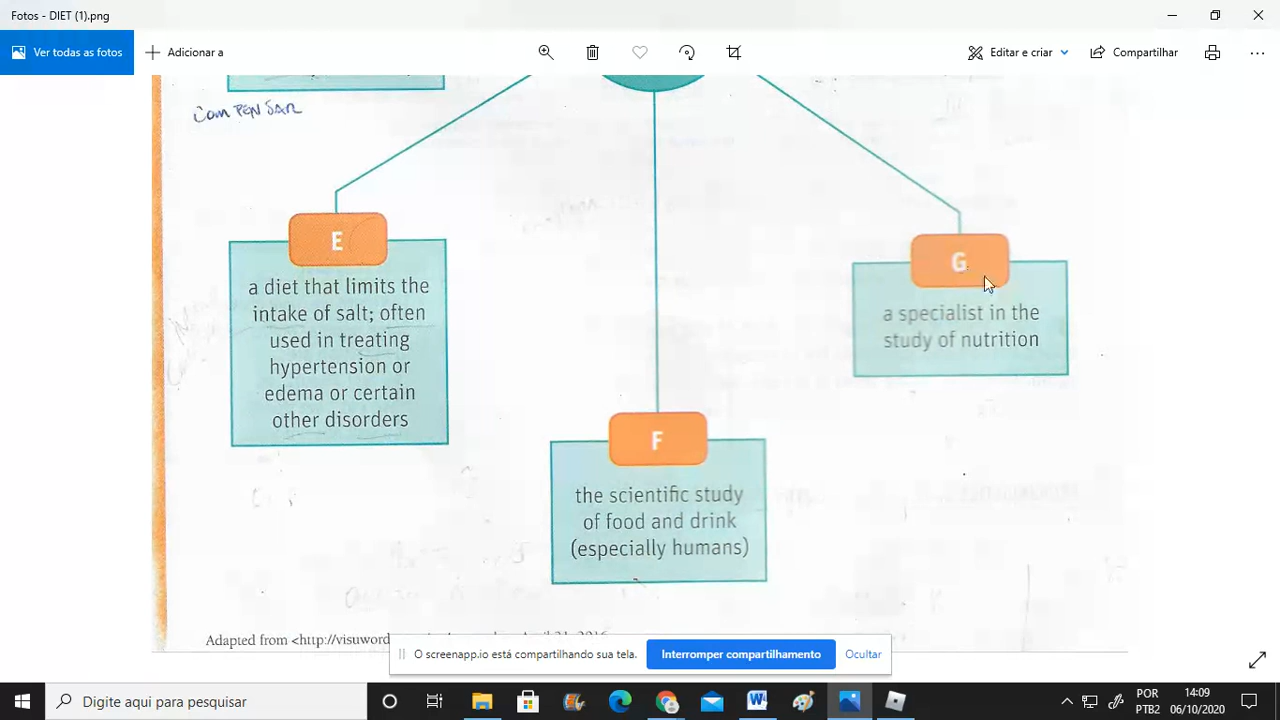 Fotos - DIET (1).png
Ver todas as fotos
Adicionar a
Editar e criar
Compartilhar
COMPENSAR
E
a diet that limits the
intake of salt; often
used in treating
hypertension or
edema or certain
other disorders
G
a specialist in the
study of nutrition
F
the scientific study
of food and drink
(especially humans)
Adapted from <http://visuword
O screenapp.io está compartilhando sua tela.
Interromper compartilhamento
Ocultar
Digite aqui para pesquisar
POR
PTB2
14:09
06/10/2020